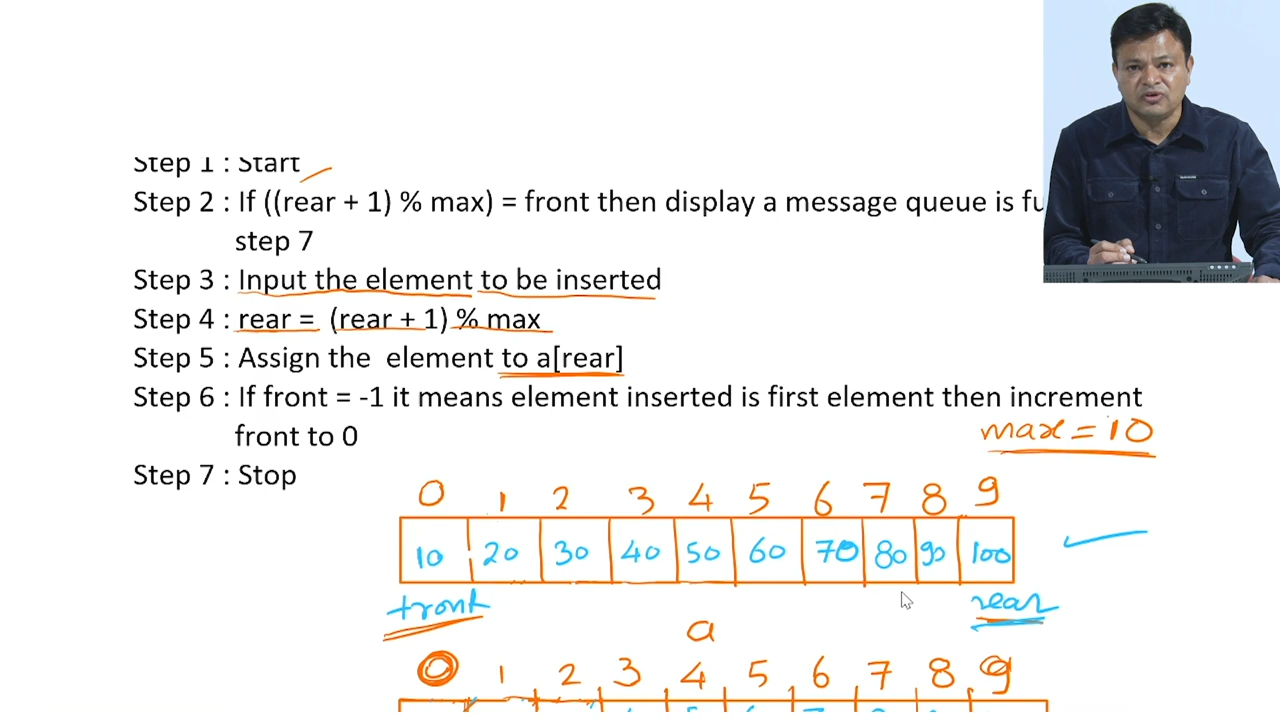 Step 1 : Start
Step 2 : If ((rear + 1) % max) = front then display a message queue is
step 7
Step 3 : Input the element to be inserted
Step 4 : rear = (rear + 1) % max
Step 5 : Assign the element to a[rear]
Step 6 : If front = -1 it means element inserted is first element then increment
front to 0
max = 10
Step 7 : Stop
0 1 2 3 4 5 6 7 8 9
10 20 30 40 50 60 70 80 90 100
front rear
a
0 1 2 3 4 5 6 7 8 9